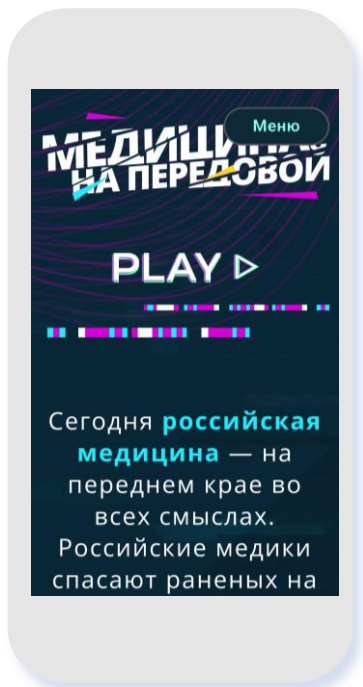 Меню
МЕДИЦИНА
НА ПЕРЕДОВОЙ
PLAY
Сегодня российская
медицина — на
переднем крае во
всех смыслах.
Российские медики
спасают раненых на